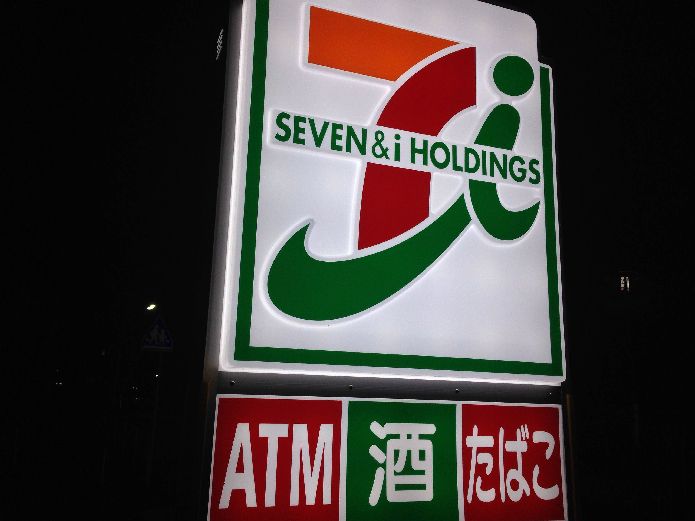 SEVEN & i HOLDINGS
ATM 酒 たばこ